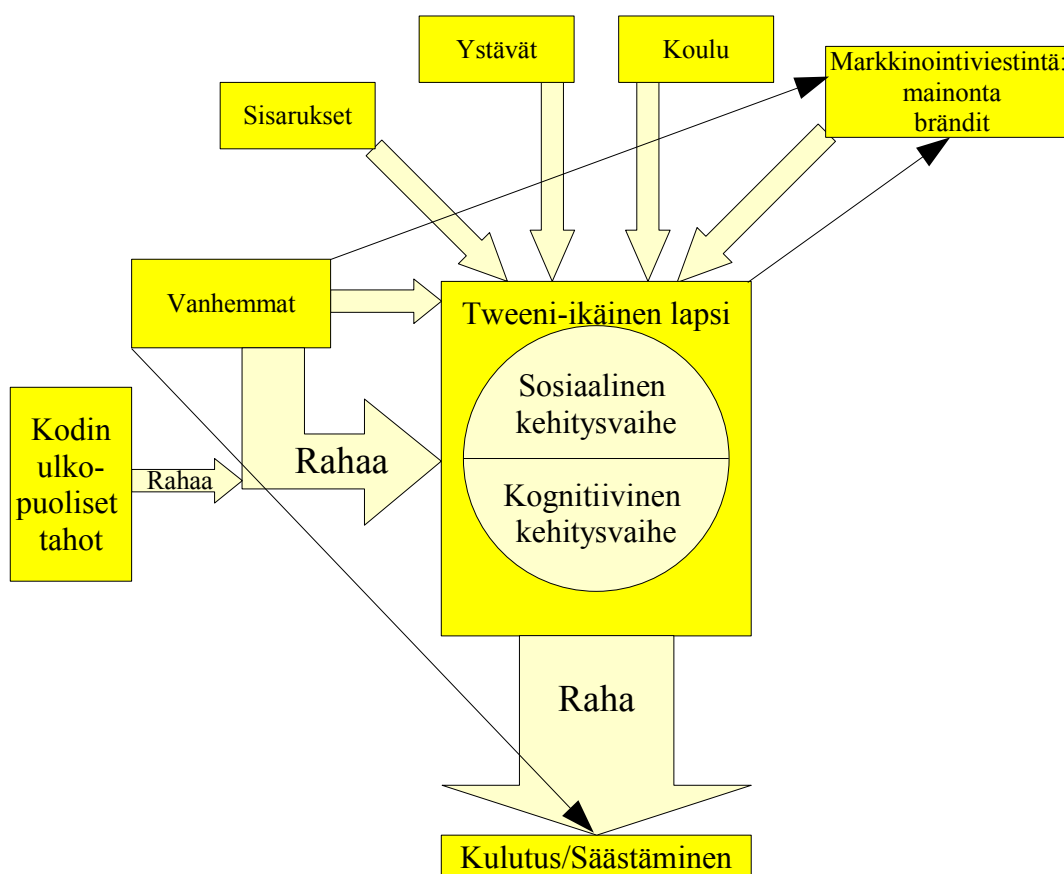 Ystävät
Koulu
Markkinointiviestintä:
mainonta
brändit
Sisarukset
Vanhemmat
Tweeni-ikäinen lapsi
Sosiaalinen
kehitysvaihe
Kognitiivinen
kehitysvaihe
Kodin
ulko-
puoliset
tahot
Rahaa
Rahaa
Raha
Kulutus/Säästäminen